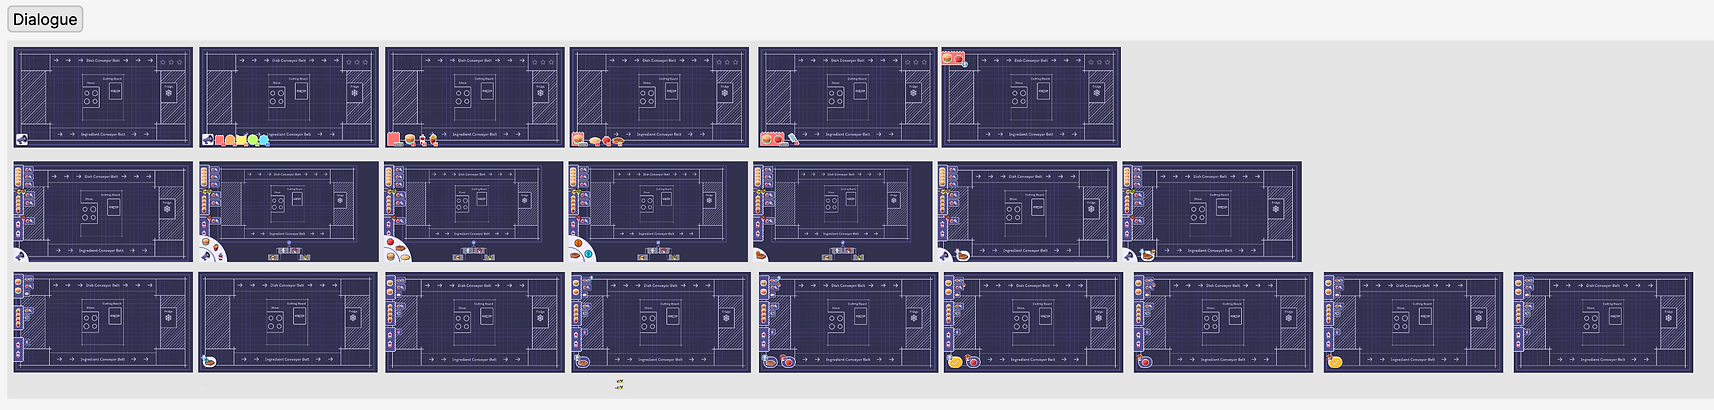 Dialogue
Dish Conveyor Belt Dish Conveyor Belt Dish Conveyor Belt Dish Conveyor Belt Dish Conveyor Belt Dish Conveyor Belt
Cutting Board Cutting Board Cutting Board Cutting Board Cutting Board Cutting Board
Stove Fridge Stove Fridge Stove Fridge Stove Fridge Stove Fridge Stove Fridge
Ingredient Conveyor Belt Ingredient Conveyor Belt Ingredient Conveyor Belt Ingredient Conveyor Belt Ingredient Conveyor Belt Ingredient Conveyor Belt
Dish Conveyor Belt Dish Conveyor Belt Dish Conveyor Belt Dish Conveyor Belt Dish Conveyor Belt Dish Conveyor Belt Dish Conveyor Belt
Cutting Board Cutting Board Cutting Board Cutting Board Cutting Board Cutting Board Cutting Board
Stove Fridge Stove Fridge Stove Fridge Stove Fridge Stove Fridge Stove Fridge Stove Fridge
Ingredient Conveyor Belt Ingredient Conveyor Belt Ingredient Conveyor Belt Ingredient Conveyor Belt Ingredient Conveyor Belt Ingredient Conveyor Belt Ingredient Conveyor Belt
Dish Conveyor Belt Dish Conveyor Belt Dish Conveyor Belt Dish Conveyor Belt Dish Conveyor Belt Dish Conveyor Belt Dish Conveyor Belt Dish Conveyor Belt Dish Conveyor Belt
Cutting Board Cutting Board Cutting Board Cutting Board Cutting Board Cutting Board Cutting Board Cutting Board Cutting Board
Stove Fridge Stove Fridge Stove Fridge Stove Fridge Stove Fridge Stove Fridge Stove Fridge Stove Fridge Stove Fridge
Ingredient Conveyor Belt Ingredient Conveyor Belt Ingredient Conveyor Belt Ingredient Conveyor Belt Ingredient Conveyor Belt Ingredient Conveyor Belt Ingredient Conveyor Belt Ingredient Conveyor Belt Ingredient Conveyor Belt